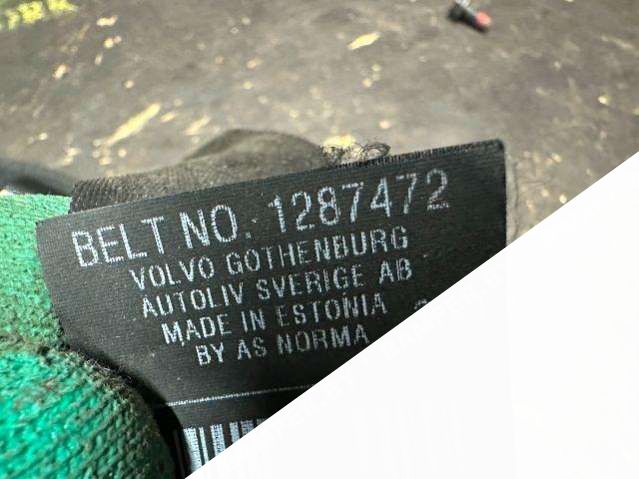 BELT NO. 1287472
VOLVO GOTHENBURG
AUTOLIV SVERIGE AB
MADE IN ESTONIA
BY AS NORMA